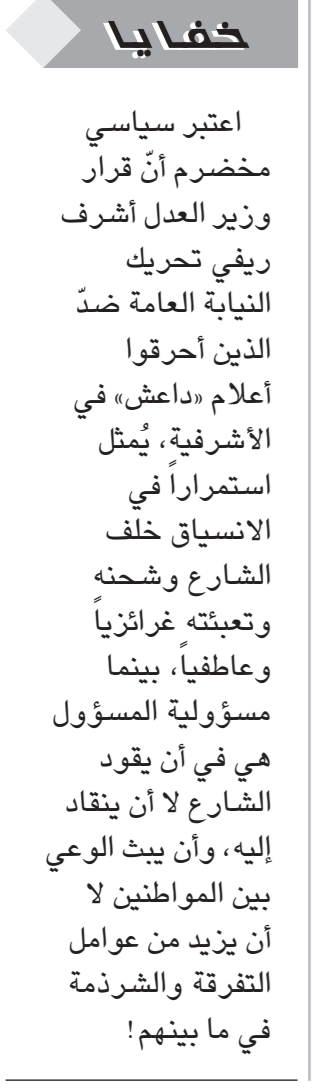 خفايا
اعتبر سياسي
مخضرم أنّ قرار
وزير العدل أشرف
ريفي تحريك
النيابة العامة ضدّ
الذين أحرقوا
أعلام «داعش» في
الأشرفية، يُمثل
استمراراً في
الانسياق خلف
الشارع وشحنه
وتعبئته غرائزياً
وعاطفياً، بينما
مسؤولية المسؤول
هي في أن يقود
الشارع لا أن ينقاد
إليه، وأن يبث الوعي
بين المواطنين لا
أن يزيد من عوامل
التفرقة والشرذمة
في ما بينهم!